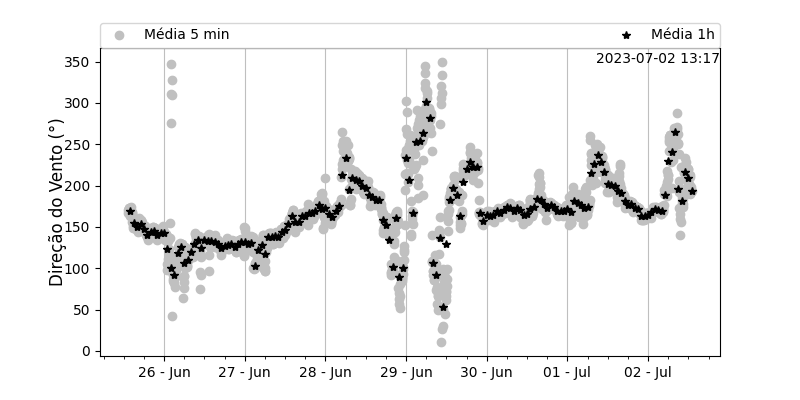 Média 5 min
Média 1h
2023-07-02 13:17
350
300
250
200
150
100
50
0
Direção do Vento (°)
26 - Jun
27 - Jun
28 - Jun
29 - Jun
30 - Jun
01 - Jul
02 - Jul